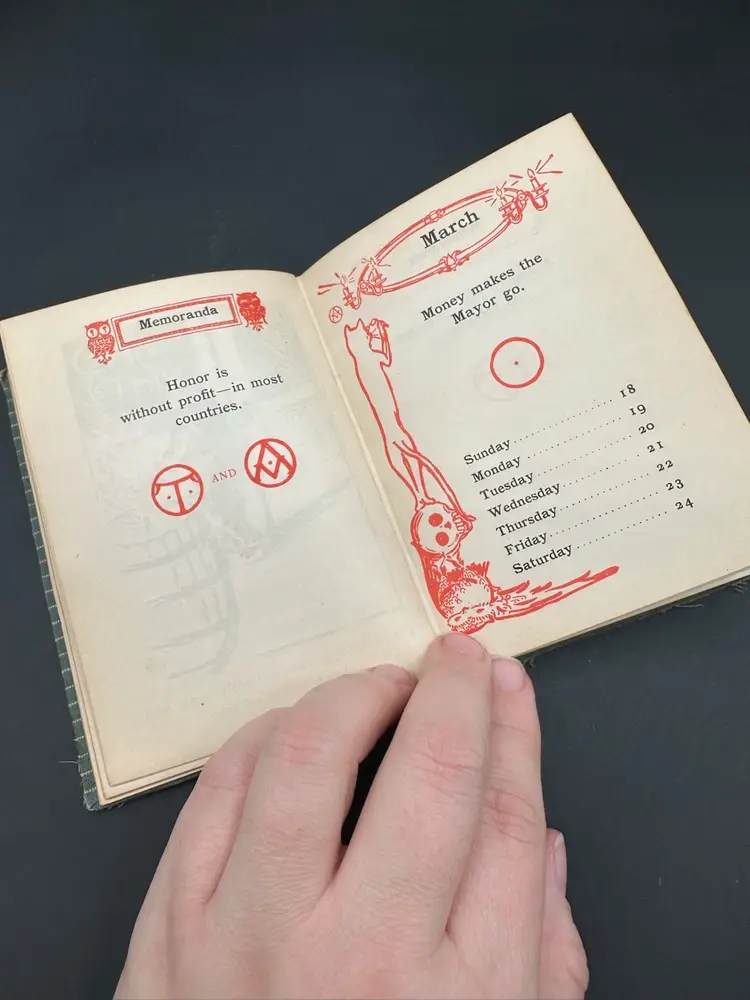 Memoranda
Honor is
without profit—in most
countries.
AND
March
Money makes the
Mayor go.
Sunday 18
Monday 19
Tuesday 20
Wednesday 21
Thursday 22
Friday 23
Saturday 24